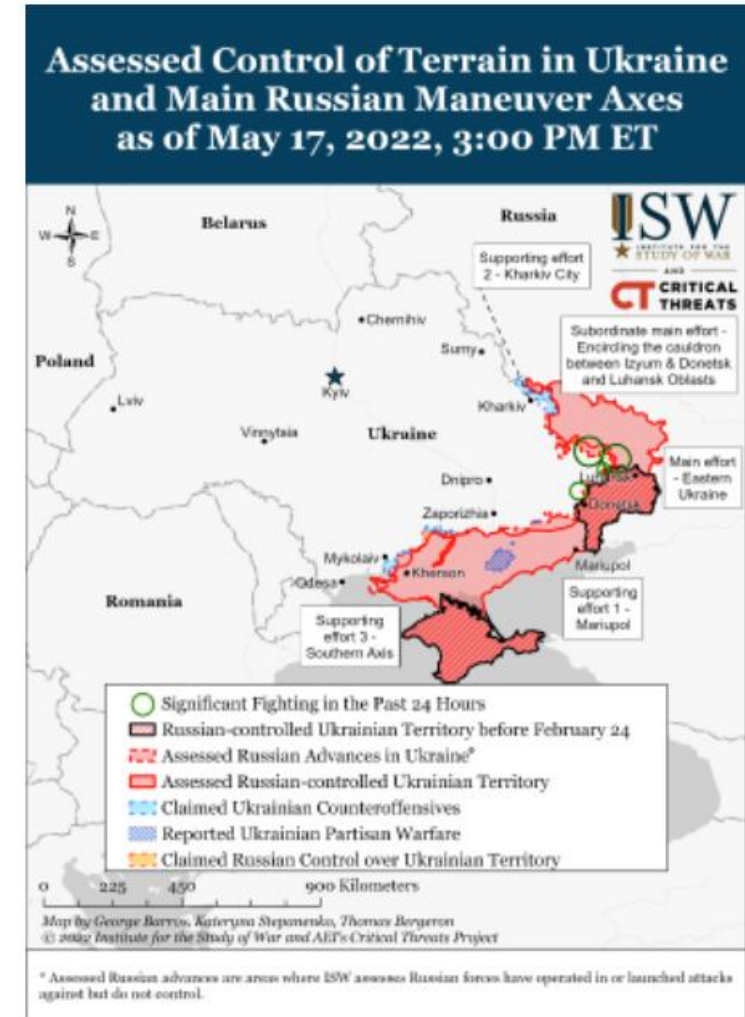 Assessed Control of Terrain in Ukraine
and Main Russian Maneuver Axes
as of May 17, 2022, 3:00 PM ET
N
W E
S
Belarus
Russia
ISW
INSTITUTE FOR THE
STUDY OF WAR
AND
CT CRITICAL
THREATS
Supporting effort
2 - Kharkiv City
Subordinate main effort -
Encircling the cauldron
between Izyum & Donetsk
and Luhansk Oblasts
Chernihiv
Sumy
Poland
Kyiv
Lviv
Kharkiv
Vinnytsia
Ukraine
Main effort
- Eastern
Ukraine
Luhansk
Dnipro
Donetsk
Zaporizhia
Mykolaiv
Mariupol
Kherson
Odesa
Romania
Supporting
effort 1 -
Mariupol
Supporting
effort 3 -
Southern Axis
Significant Fighting in the Past 24 Hours
Russian-controlled Ukrainian Territory before February 24
Assessed Russian Advances in Ukraine*
Assessed Russian-controlled Ukrainian Territory
Claimed Ukrainian Counteroffensives
Reported Ukrainian Partisan Warfare
Claimed Russian Control over Ukrainian Territory
0 225 450 900 Kilometers
Map by George Barros, Kateryna Stepanenko, Thomas Bergeron
© 2022 Institute for the Study of War and AEI's Critical Threats Project
* Assessed Russian advances are areas where ISW assesses Russian forces have operated in or launched attacks
against but do not control.